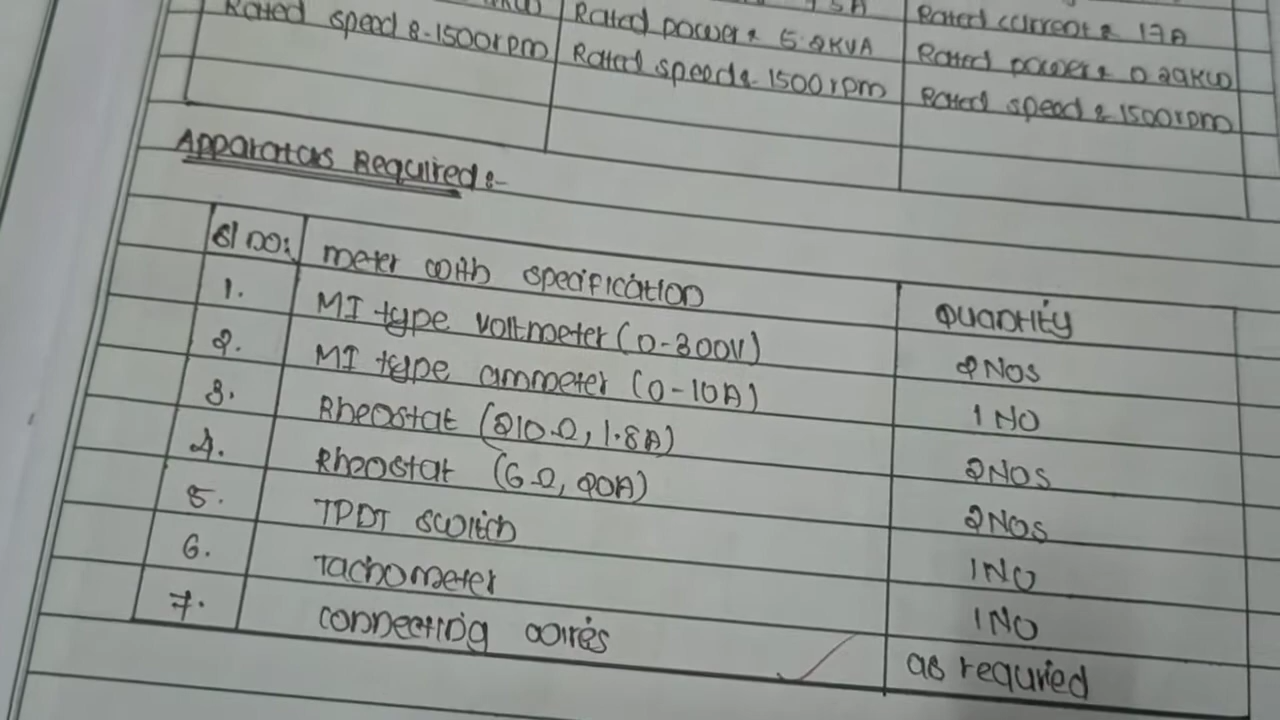 5A Rated current : 17A
Rated speed :- 1500rpm Rated power : 5.2KVA Rated power : 0.29KW
Rated speed : 1500rpm Rated speed : 1500rpm
Apparatus Required :-
Sl no: meter with specification Quantity
1. MI type voltmeter (0-300V) 2NOS
2. MI type ammeter (0-10A) 1NO
3. Rheostat (210Ω, 1.8A) 2NOS
4. Rheostat (6Ω, 20A) 2NOS
5. TPDT switch 1NO
6. Tachometer 1NO
7. connecting wires as requried